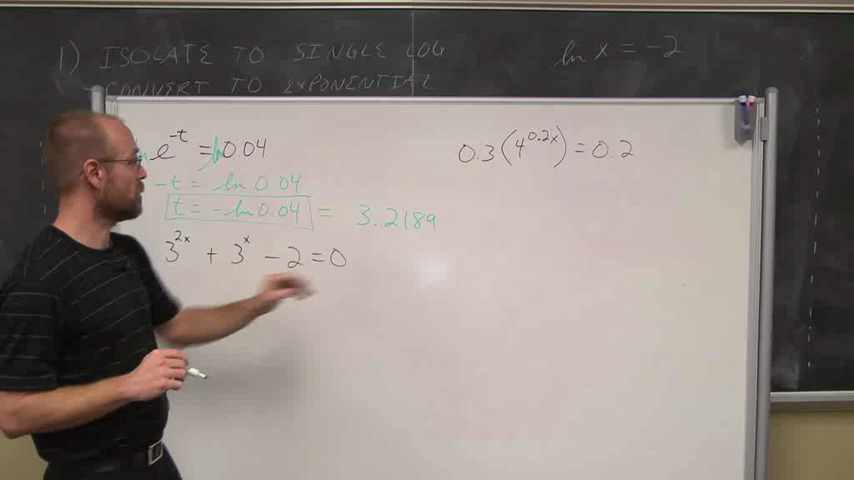 1) ISOLATE TO SINGLE LOG
CONVERT TO EXPONENTIAL
ln x = -2
e^{-t} = ln 0.04
-t = ln 0.04
t = -ln 0.04 = 3.2189
3^{2x} + 3^{x} - 2 = 0
0.3(4^{0.2x}) = 0.2